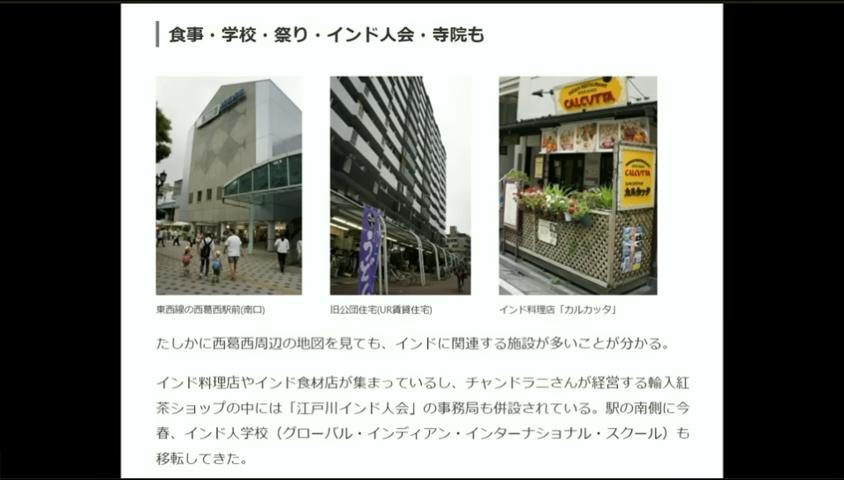 食事・学校・祭り・インド人会・寺院も
CALCUTTA
CALCUTTA
カルカッタ
うどん
東西線の西葛西駅前(南口)
旧公団住宅(UR賃貸住宅)
インド料理店「カルカッタ」
たしかに西葛西周辺の地図を見ても、インドに関連する施設が多いことが分かる。
インド料理店やインド食材店が集まっているし、チャンドラニさんが経営する輸入紅
茶ショップの中には「江戸川インド人会」の事務局も併設されている。駅の南側に今
春、インド人学校（グローバル・インディアン・インターナショナル・スクール）も
移転してきた。